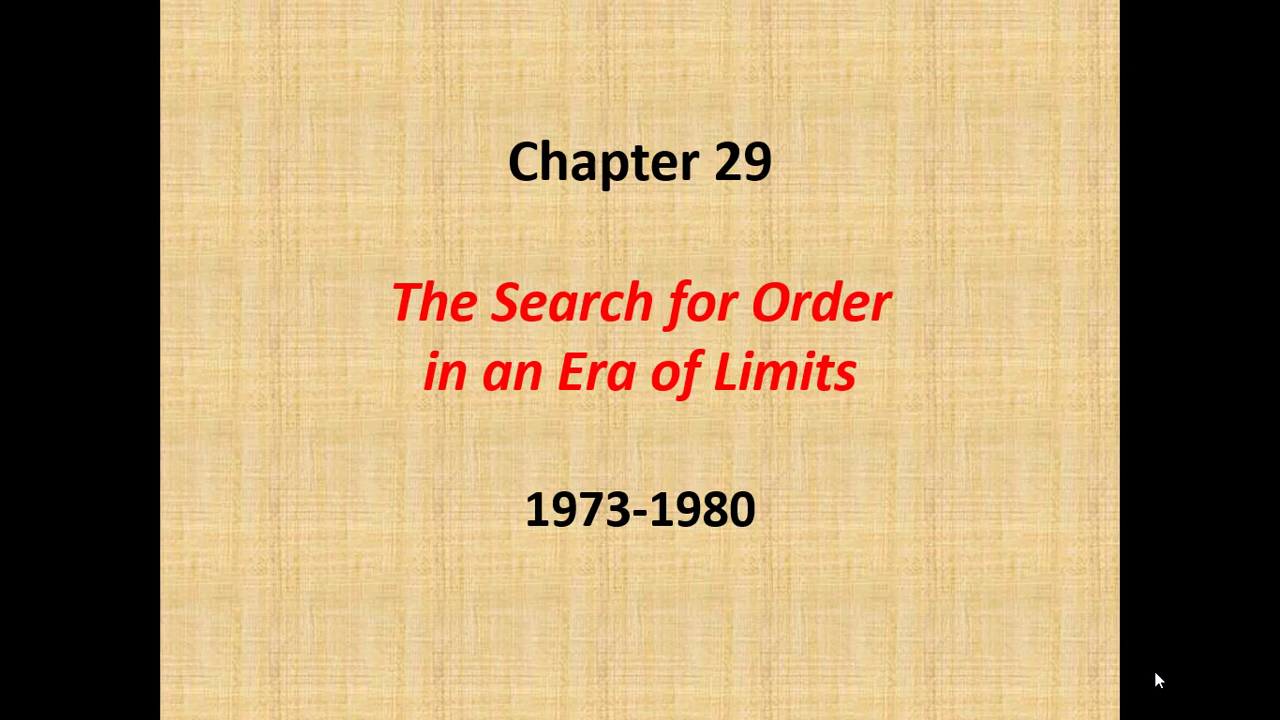 Chapter 29
The Search for Order
in an Era of Limits
1973-1980